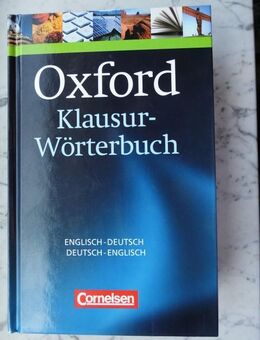 Oxford
Klausur-
Wörterbuch
ENGLISCH-DEUTSCH
DEUTSCH-ENGLISCH
Cornelsen